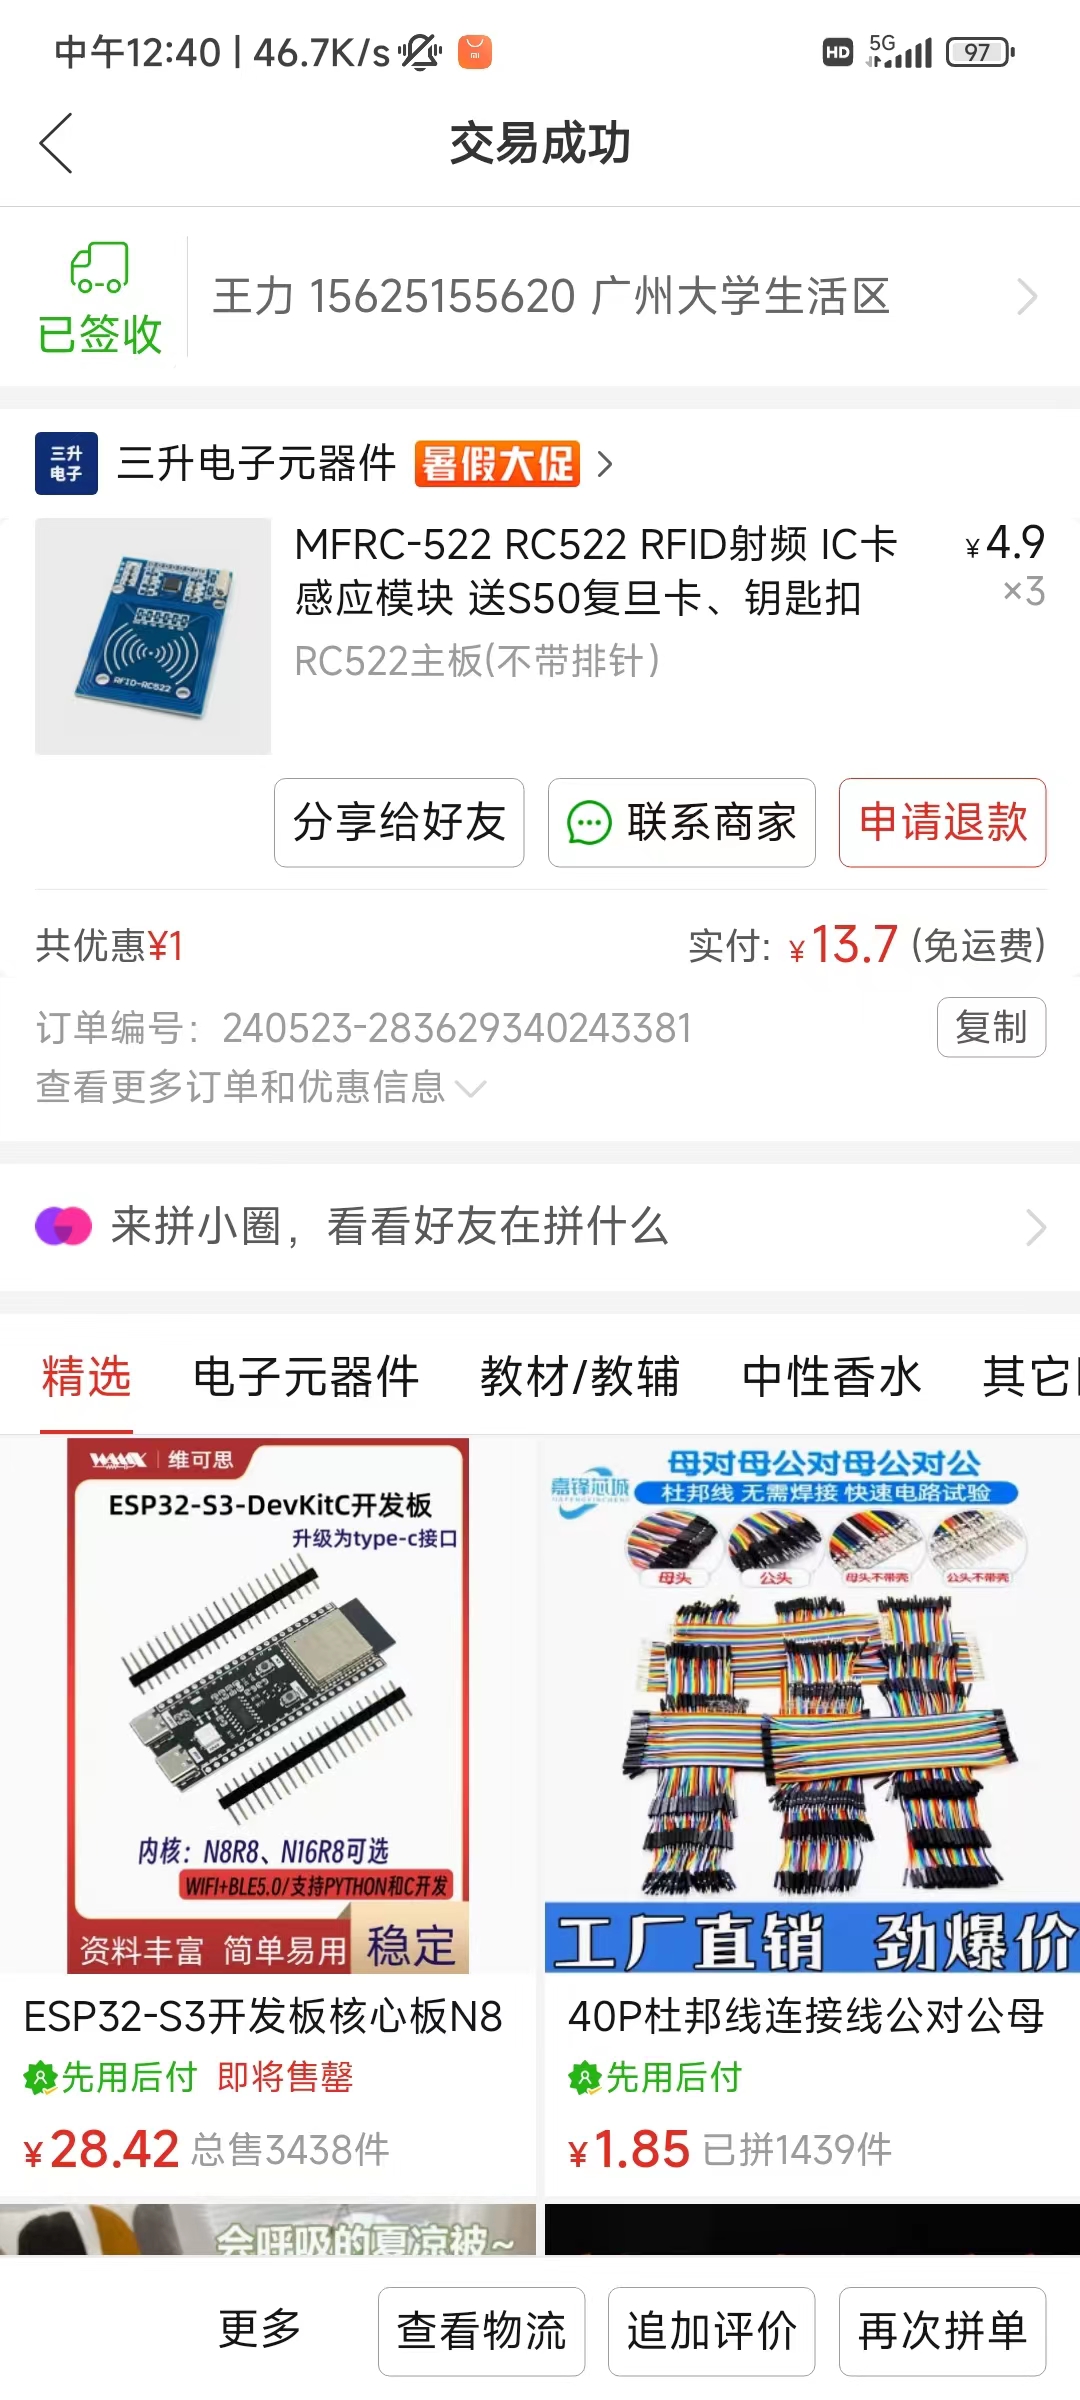 中午12:40 | 46.7K/s
HD 5G 97
交易成功
已签收
王力 15625155620 广州大学生活区
三升电子
三升电子元器件 暑假大促
MFRC-522 RC522 RFID射频 IC卡 ¥4.9
感应模块 送S50复旦卡、钥匙扣 ×3
RC522主板(不带排针)
RFID-RC522
分享给好友 联系商家 申请退款
共优惠¥1 实付: ¥13.7 (免运费)
订单编号: 240523-283629340243381 复制
查看更多订单和优惠信息
来拼小圈，看看好友在拼什么
精选 电子元器件 教材/教辅 中性香水 其它
维可思
ESP32-S3-DevKitC开发板
升级为type-c接口
内核：N8R8、N16R8可选
WIFI+BLE5.0/支持PYTHON和C开发
资料丰富 简单易用 稳定
ESP32-S3开发板核心板N8
先用后付 即将售罄
¥28.42 总售3438件
母对母公对母公对公
嘉锋芯城
杜邦线 无需焊接 快速电路试验
母头 公头 母头不带壳 公头不带壳
工厂直销 劲爆价
40P杜邦线连接线公对公母
先用后付
¥1.85 已拼1439件
会呼吸的夏凉被~
更多 查看物流 追加评价 再次拼单